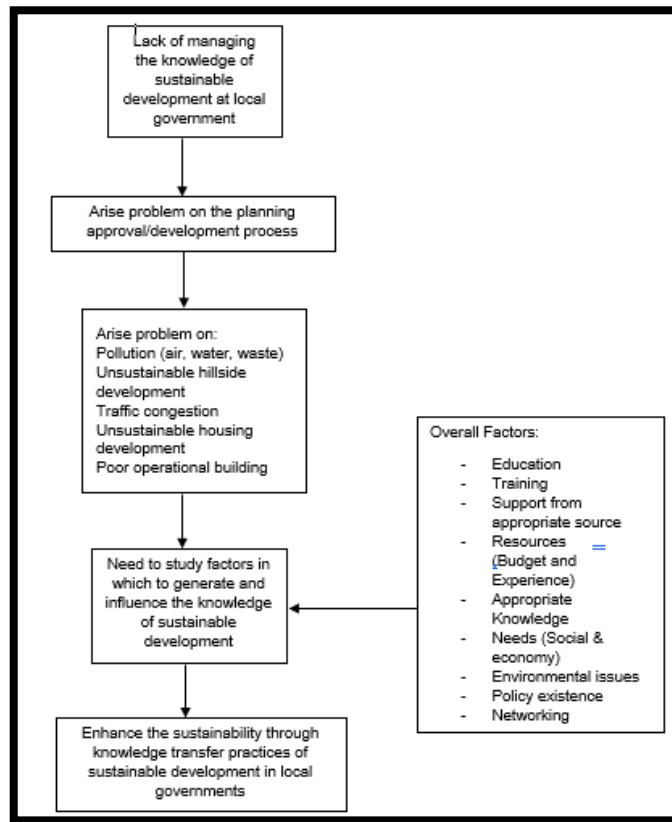 Lack of managing
the knowledge of
sustainable
development at local
government
Arise problem on the planning
approval/development process
Arise problem on:
Pollution (air, water, waste)
Unsustainable hillside
development
Traffic congestion
Unsustainable housing
development
Poor operational building
Need to study factors in
which to generate and
influence the knowledge
of sustainable
development
Enhance the sustainability through
knowledge transfer practices of
sustainable development in local
governments
Overall Factors:
- Education
- Training
- Support from
appropriate source
- Resources
(Budget and
Experience)
- Appropriate
Knowledge
- Needs (Social &
economy)
- Environmental issues
- Policy existence
- Networking